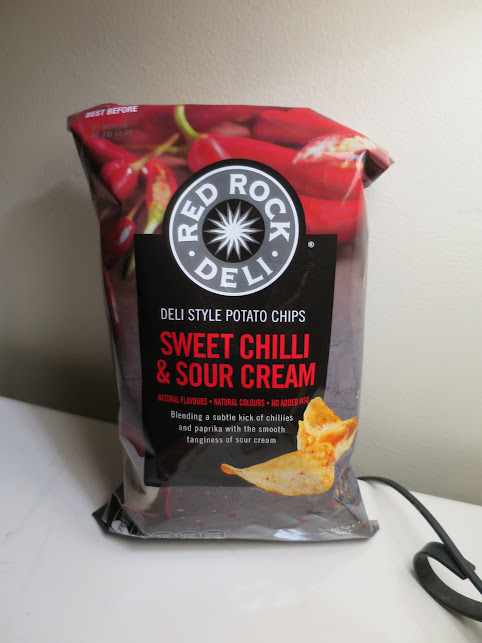 BEST BEFORE
RED ROCK
DELI
®
DELI STYLE POTATO CHIPS
SWEET CHILLI
& SOUR CREAM
NATURAL FLAVOURS • NATURAL COLOURS • NO ADDED MSG
Blending a subtle kick of chillies
and paprika with the smooth
tanginess of sour cream